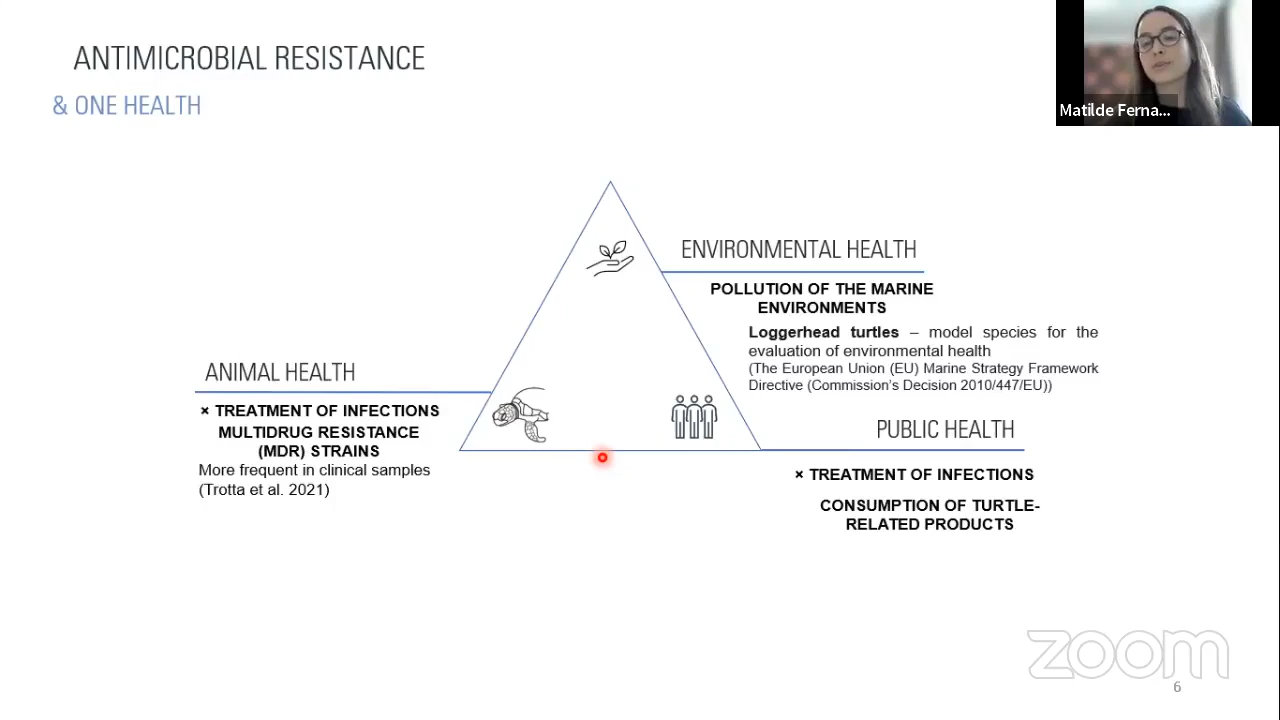 ANTIMICROBIAL RESISTANCE
& ONE HEALTH
Matilde Ferna...
ENVIRONMENTAL HEALTH
POLLUTION OF THE MARINE
ENVIRONMENTS
Loggerhead turtles – model species for the
evaluation of environmental health
(The European Union (EU) Marine Strategy Framework
Directive (Commission's Decision 2010/447/EU))
ANIMAL HEALTH
× TREATMENT OF INFECTIONS
MULTIDRUG RESISTANCE
(MDR) STRAINS
More frequent in clinical samples
(Trotta et al. 2021)
PUBLIC HEALTH
× TREATMENT OF INFECTIONS
CONSUMPTION OF TURTLE-
RELATED PRODUCTS
zoom
6